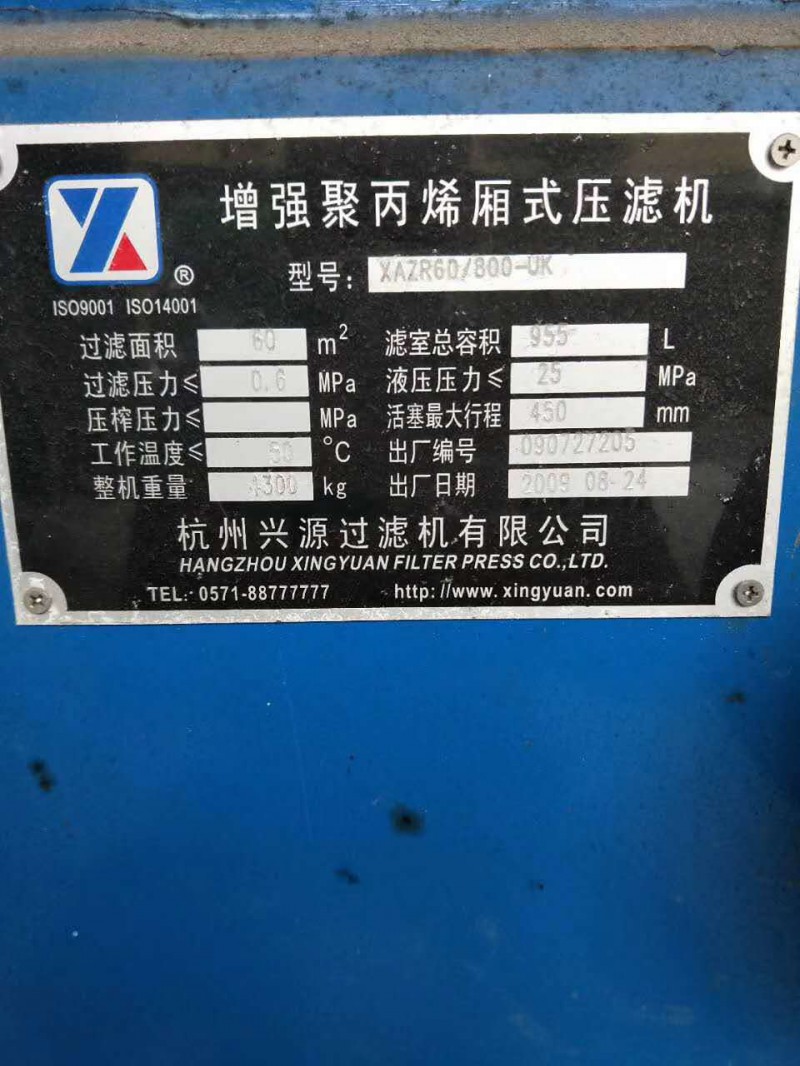 增强聚丙烯厢式压滤机
型号: XAZR60/800-UK
®
ISO9001 ISO14001
过滤面积 60 m² 滤室总容积 955 L
过滤压力≤ 0.6 MPa 液压压力≤ 25 MPa
压榨压力≤ MPa 活塞最大行程 450 mm
工作温度≤ 50 °C 出厂编号 090727205
整机重量 4300 kg 出厂日期 2009 08-24
杭州兴源过滤机有限公司
HANGZHOU XINGYUAN FILTER PRESS CO.,LTD.
TEL: 0571-88777777 http://www.xingyuan.com